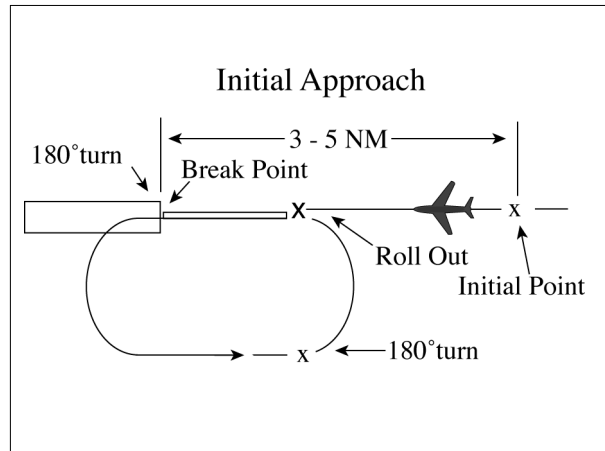 Initial Approach
3 - 5 NM
180˚turn
Break Point
X
x
Roll Out
Initial Point
x
180˚turn